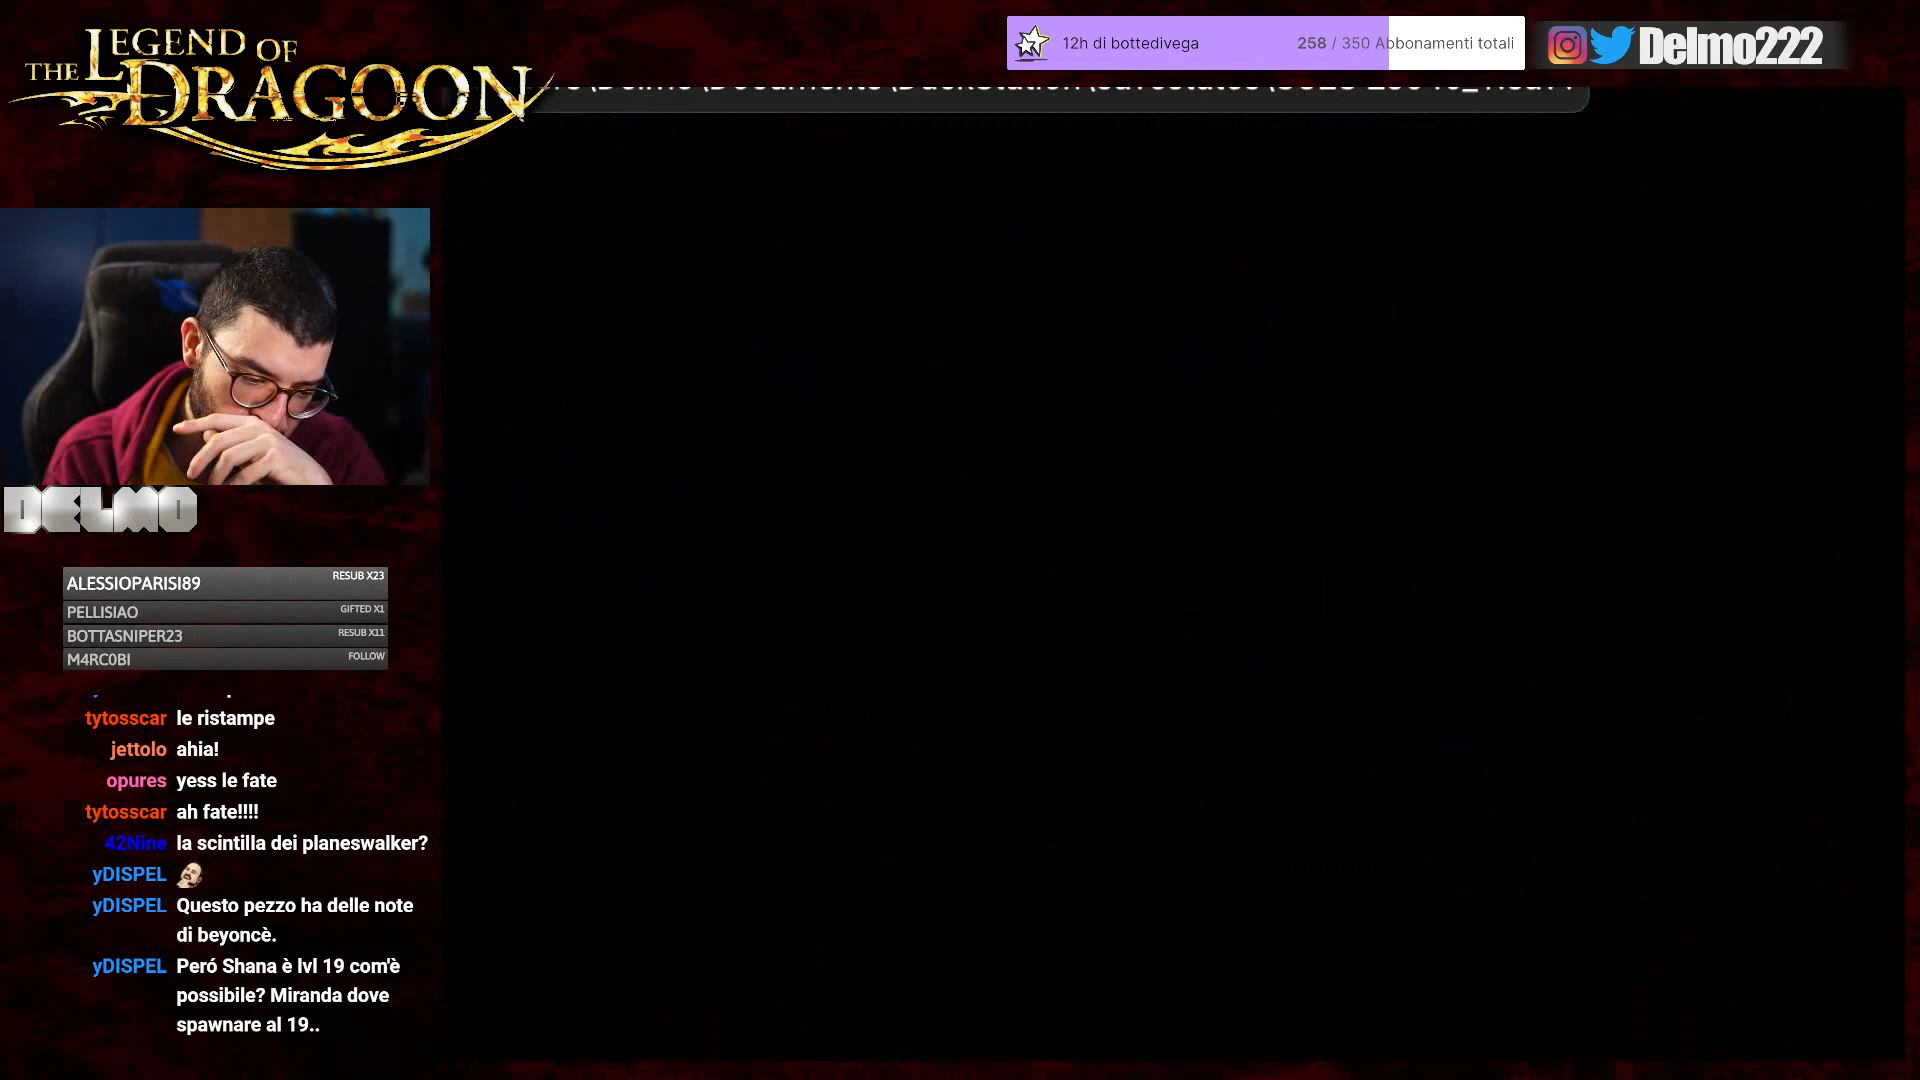 THE LEGEND OF
DRAGOON
12h di bottedivega
258 / 350 Abbonamenti totali
Delmo222
DELMO
ALESSIOPARISI89 RESUB X23
PELLISIAO GIFTED X1
BOTTASNIPER23 RESUB X11
M4RC0BI FOLLOW
tytosscar le ristampe
jettolo ahia!
opures yess le fate
tytosscar ah fate!!!!
42Nine la scintilla dei planeswalker?
yDISPEL
yDISPEL Questo pezzo ha delle note
di beyoncè.
yDISPEL Peró Shana è lvl 19 com'è
possibile? Miranda dove
spawnare al 19..